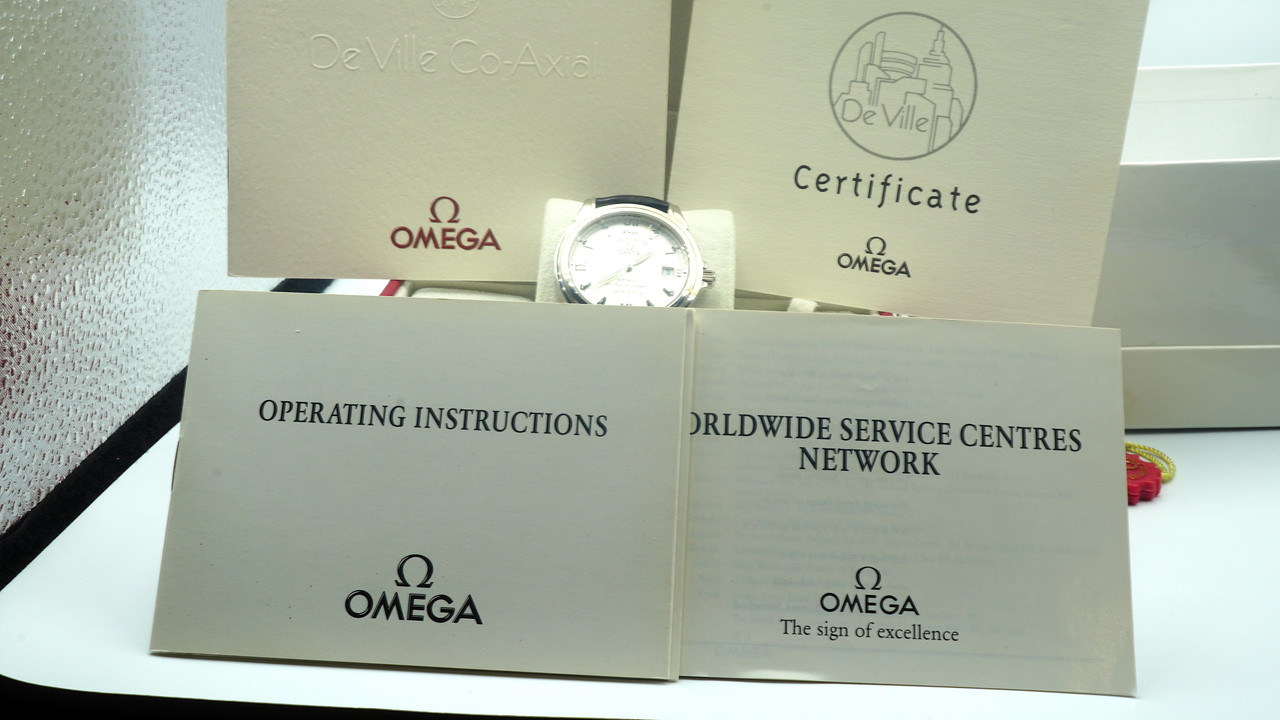 De Ville Co-Axial
OMEGA
De Ville
Certificate
OMEGA
OPERATING INSTRUCTIONS
OMEGA
ORLDWIDE SERVICE CENTRES
NETWORK
OMEGA
The sign of excellence